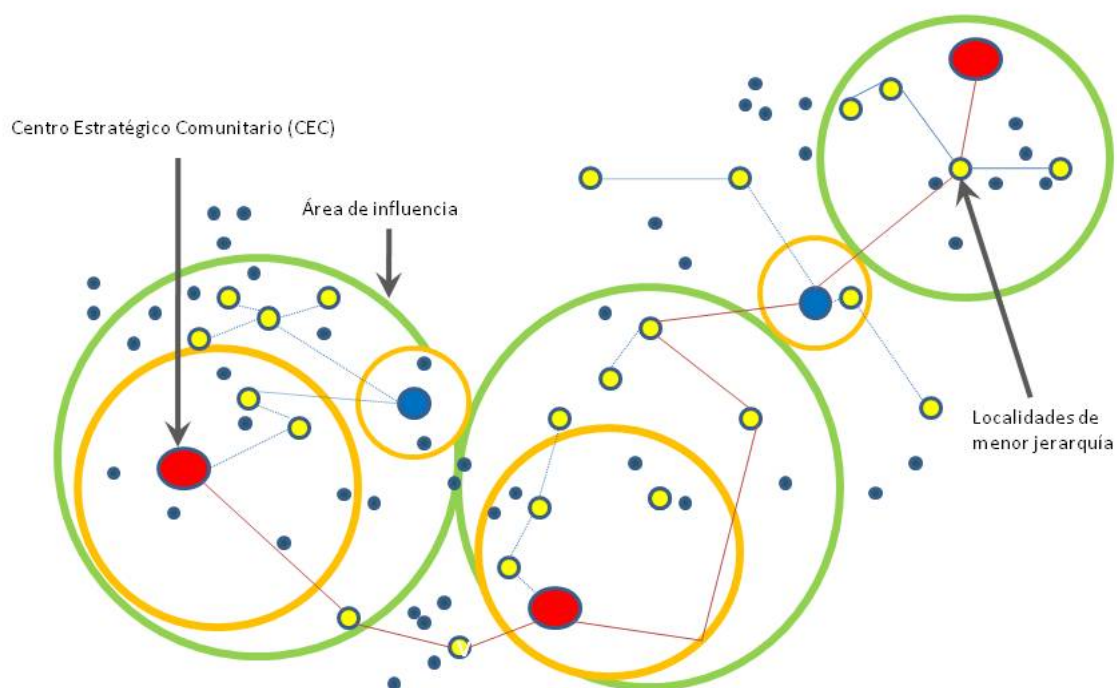 Centro Estratégico Comunitario (CEC)
Área de influencia
Localidades de
menor jerarquía
V